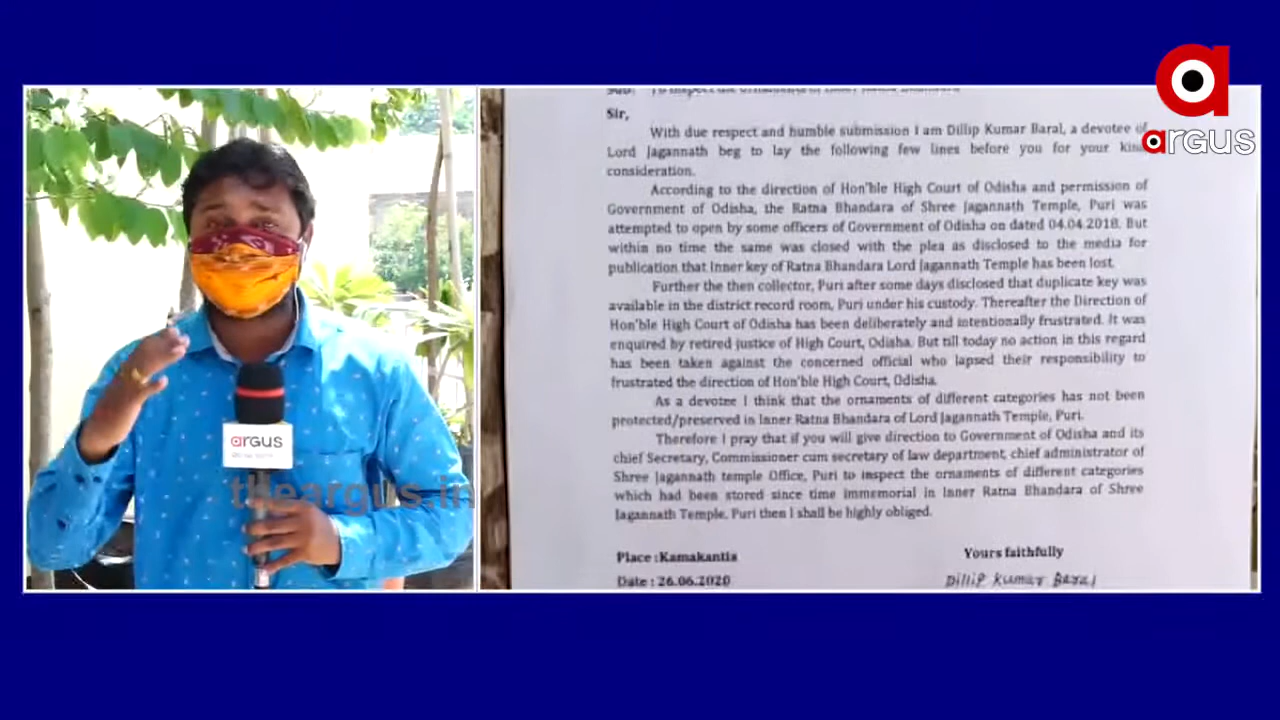 argus
argus
theargus.in
Sub: To inspect the ornaments of Inner Ratna Bhandara
Sir,
With due respect and humble submission I am Dillip Kumar Baral, a devotee of
Lord Jagannath beg to lay the following few lines before you for your kind
consideration.
According to the direction of Hon'ble High Court of Odisha and permission of
Government of Odisha, the Ratna Bhandara of Shree Jagannath Temple, Puri was
attempted to open by some officers of Government of Odisha on dated 04.04.2018. But
within no time the same was closed with the plea as disclosed to the media for
publication that Inner key of Ratna Bhandara Lord Jagannath Temple has been lost.
Further the then collector, Puri after some days disclosed that duplicate key was
available in the district record room, Puri under his custody. Thereafter the Direction of
Hon'ble High Court of Odisha has been deliberately and intentionally frustrated. It was
enquired by retired justice of High Court, Odisha. But till today no action in this regard
has been taken against the concerned official who lapsed their responsibility to
frustrated the direction of Hon'ble High Court, Odisha.
As a devotee I think that the ornaments of different categories has not been
protected/preserved in Inner Ratna Bhandara of Lord Jagannath Temple, Puri.
Therefore I pray that if you will give direction to Government of Odisha and its
chief Secretary, Commissioner cum secretary of law department, chief administrator of
Shree Jagannath temple Office, Puri to inspect the ornaments of different categories
which had been stored since time immemorial in Inner Ratna Bhandara of Shree
Jagannath Temple, Puri then I shall be highly obliged.
Place : Kamakantia
Yours faithfully
Date : 26.06.2020
Dillip Kumar Baral